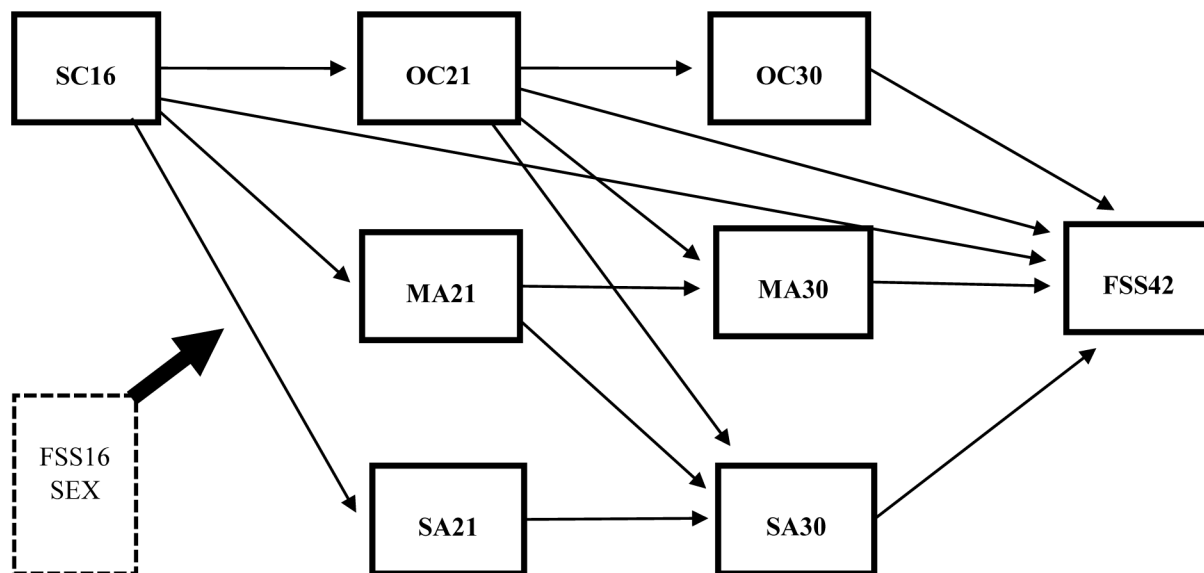 SC16
OC21
OC30
MA21
MA30
FSS42
FSS16
SEX
SA21
SA30